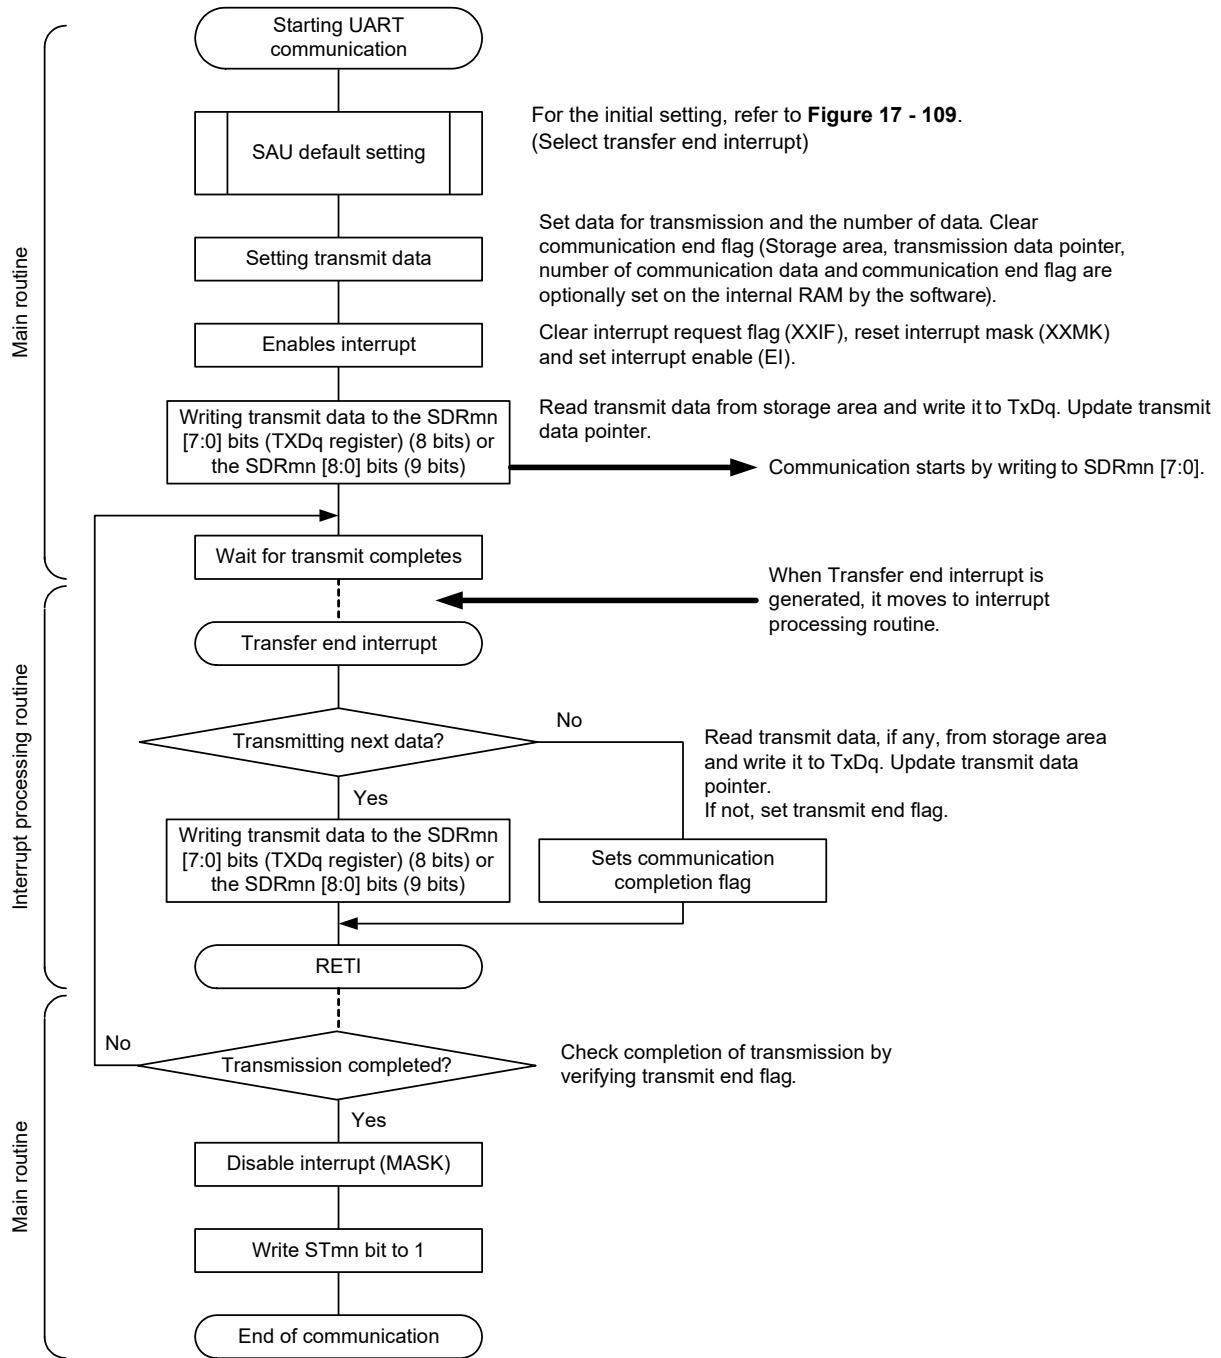 Starting UART
communication
For the initial setting, refer to Figure 17 - 109.
(Select transfer end interrupt)
SAU default setting
Set data for transmission and the number of data. Clear
communication end flag (Storage area, transmission data pointer,
number of communication data and communication end flag are
optionally set on the internal RAM by the software).
Setting transmit data
Main routine
Clear interrupt request flag (XXIF), reset interrupt mask (XXMK)
and set interrupt enable (EI).
Enables interrupt
Read transmit data from storage area and write it to TxDq. Update transmit
data pointer.
Writing transmit data to the SDRmn
[7:0] bits (TXDq register) (8 bits) or
the SDRmn [8:0] bits (9 bits)
Communication starts by writing to SDRmn [7:0].
Wait for transmit completes
When Transfer end interrupt is
generated, it moves to interrupt
processing routine.
Transfer end interrupt
Interrupt processing routine
Transmitting next data?
No
Yes
Read transmit data, if any, from storage area
and write it to TxDq. Update transmit data
pointer.
If not, set transmit end flag.
Writing transmit data to the SDRmn
[7:0] bits (TXDq register) (8 bits) or
the SDRmn [8:0] bits (9 bits)
Sets communication
completion flag
RETI
No
Transmission completed?
Check completion of transmission by
verifying transmit end flag.
Yes
Main routine
Disable interrupt (MASK)
Write STmn bit to 1
End of communication